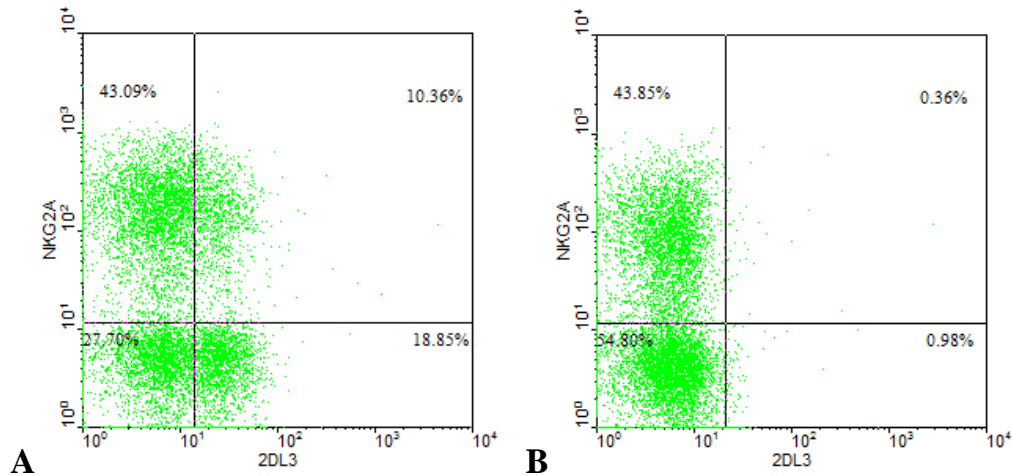 10⁴
43.09%
10.36%
10³
NKG2A
10²
10¹
27.70%
18.85%
10⁰
10⁰ 10¹ 10² 10³ 10⁴
2DL3
A
10⁴
43.85%
0.36%
10³
NKG2A
10²
10¹
54.80%
0.98%
10⁰
10⁰ 10¹ 10² 10³ 10⁴
2DL3
B